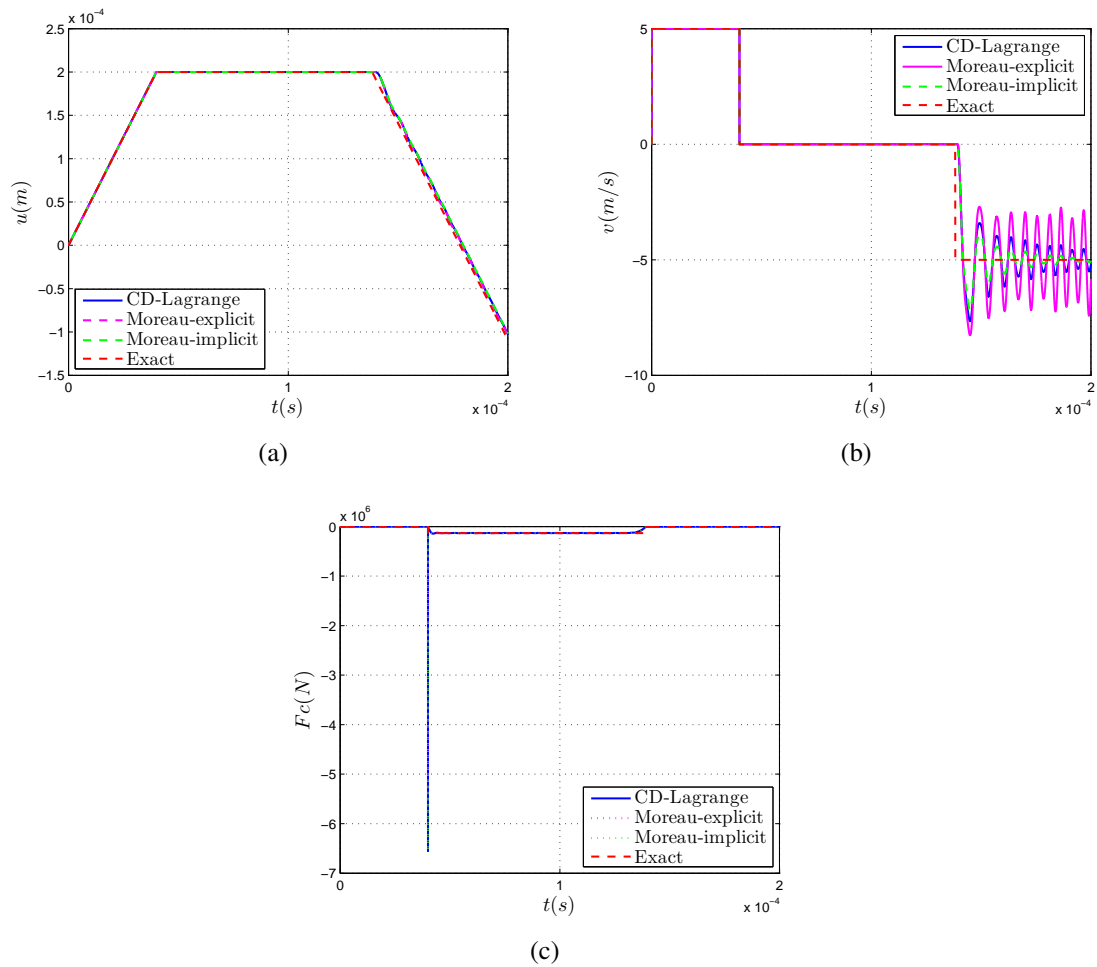 x 10⁻⁴
2.5
2
1.5
1
0.5
0
−0.5
−1
−1.5
u(m)
CD-Lagrange
Moreau-explicit
Moreau-implicit
Exact
0
1
2
t(s)
x 10⁻⁴
(a)
5
0
−5
−10
v(m/s)
CD-Lagrange
Moreau-explicit
Moreau-implicit
Exact
0
1
2
t(s)
x 10⁻⁴
(b)
x 10⁶
0
−1
−2
−3
−4
−5
−6
−7
Fc(N)
CD-Lagrange
Moreau-explicit
Moreau-implicit
Exact
0
1
2
t(s)
x 10⁻⁴
(c)